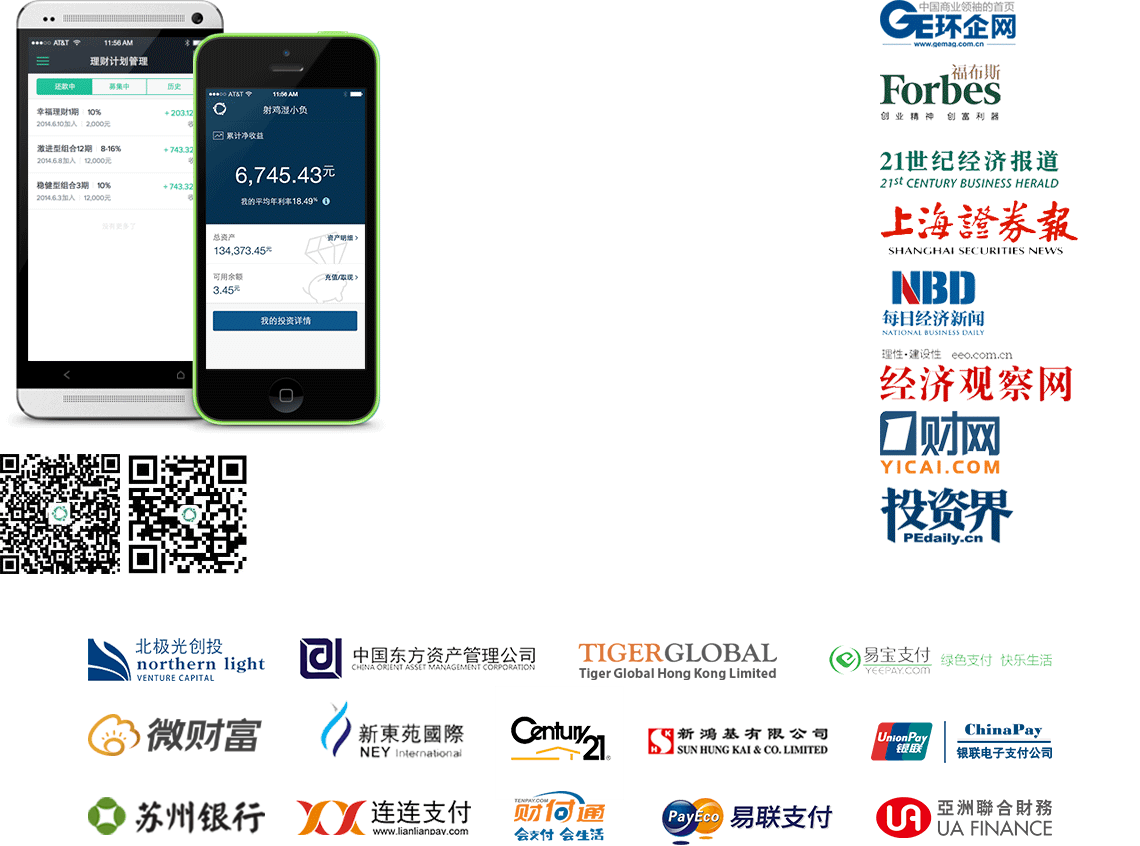 ●●●○○ AT&T 11:56 AM
理财计划管理
还款中 募集中 历史
幸福理财1期 10% + 203.12
2014.6.10加入 2,000元
激进型组合12期 8-16% + 743.32
2014.6.8加入 12,000元
稳健型组合3期 10% + 743.32
2014.6.3加入 12,000元
没有更多了
●●●○○ AT&T 11:56 AM
射鸡湿小负
累计净收益
6,745.43元
我的平均年利率18.49%
总资产 资产明细 >
134,373.45元
可用余额 充值/取现 >
3.45元
我的投资详情
中国商业领袖的首页
GE环企网
www.gemag.com.cn
福布斯
Forbes
创业精神 创富利器
21世纪经济报道
21st CENTURY BUSINESS HERALD
上海證券報
SHANGHAI SECURITIES NEWS
NBD
每日经济新闻
NATIONAL BUSINESS DAILY
理性·建设性 eeo.com.cn
经济观察网
财网
YICAI.COM
投资界
PEdaily.cn
北极光创投
northern light
VENTURE CAPITAL
中国东方资产管理公司
CHINA ORIENT ASSET MANAGEMENT CORPORATION
TIGERGLOBAL
Tiger Global Hong Kong Limited
易宝支付 绿色支付 快乐生活
YEEPAY.COM
微财富
新東苑國際
NEY International
Century 21
新鸿基有限公司
SUN HUNG KAI & CO. LIMITED
UnionPay
银联
ChinaPay
银联电子支付公司
苏州银行
连连支付
www.lianlianpay.com
TENPAY.COM
财付通
会支付 会生活
PayEco 易联支付
UA 亞洲聯合財務
UA FINANCE